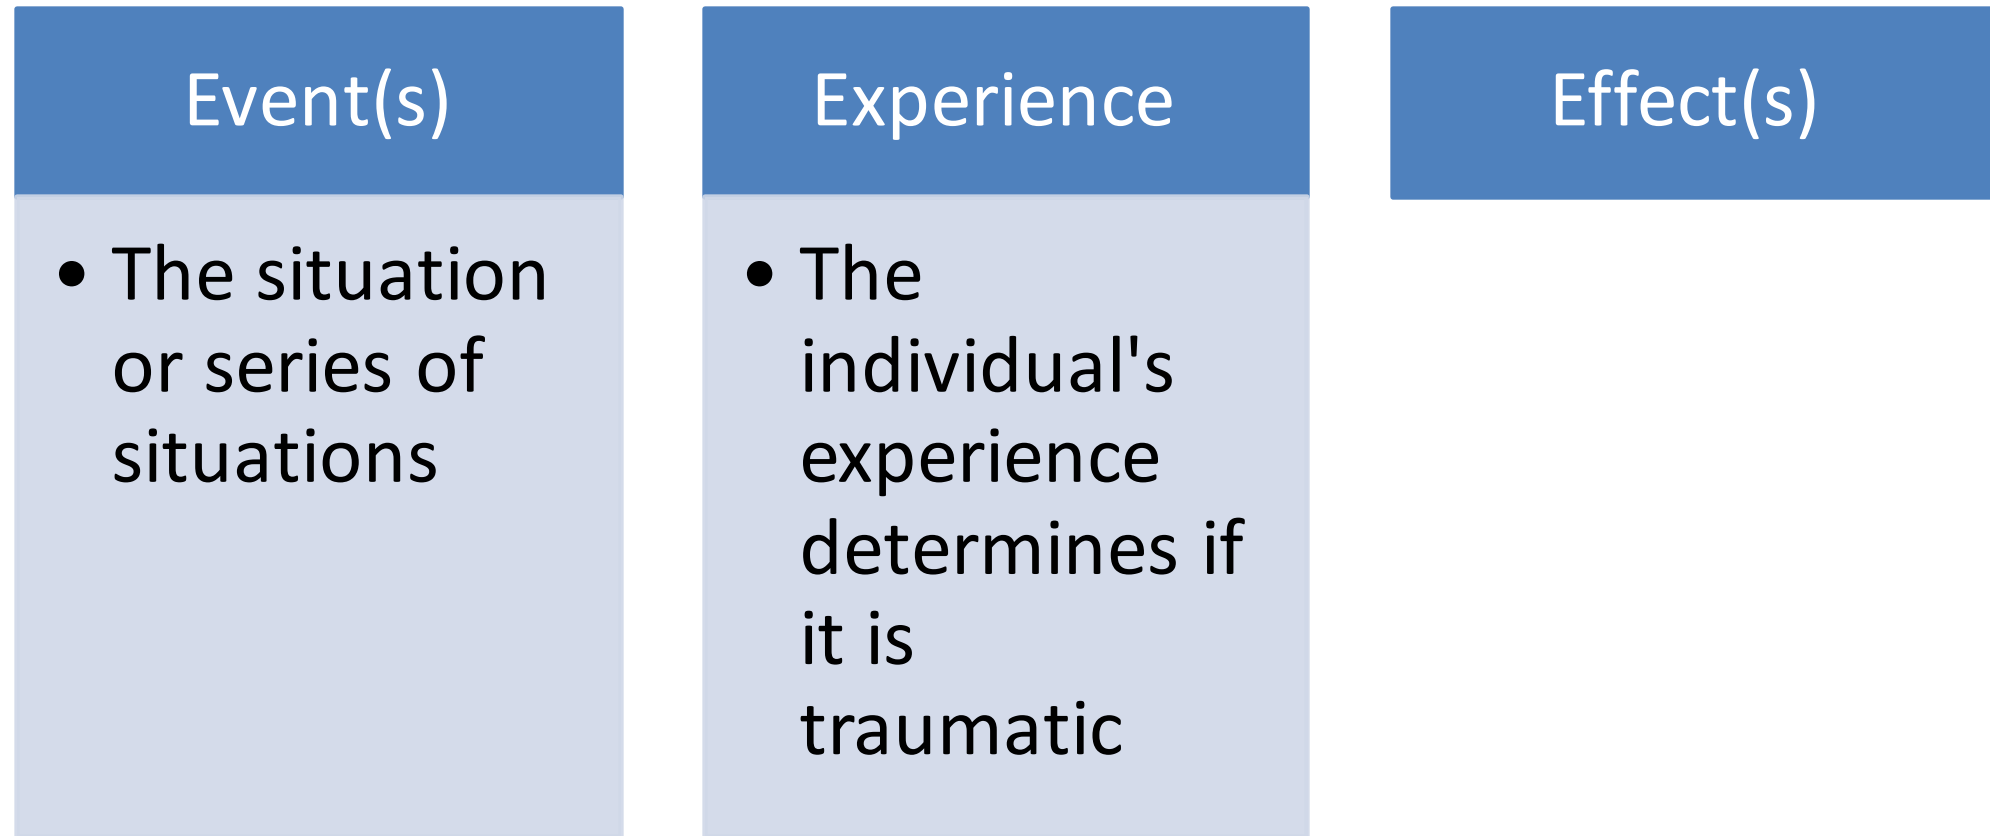 Event(s)
• The situation
or series of
situations
Experience
• The
individual's
experience
determines if
it is
traumatic
Effect(s)